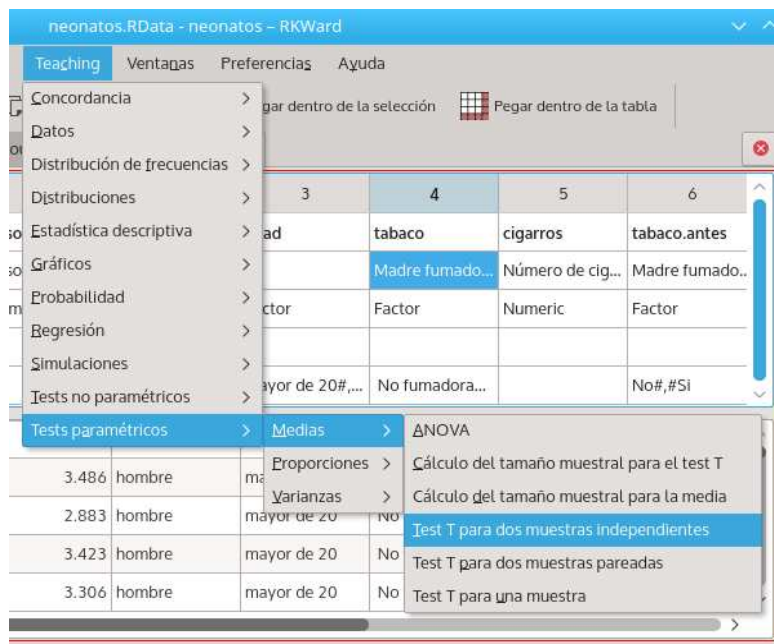 neonatos.RData - neonatos – RKWard
Teaching Ventanas Preferencias Ayuda
Concordancia
gar dentro de la selección
Pegar dentro de la tabla
Datos
Distribución de frecuencias
Distribuciones
3 4 5 6
Estadística descriptiva
ad tabaco cigarros tabaco.antes
Gráficos
Madre fumado... Número de cig... Madre fumado..
Probabilidad
ctor Factor Numeric Factor
Regresión
Simulaciones
ayor de 20#,... No fumadora... No#,#Si
Tests no paramétricos
Tests paramétricos
Medias
ANOVA
Proporciones
Cálculo del tamaño muestral para el test T
Varianzas
Cálculo del tamaño muestral para la media
Test T para dos muestras independientes
Test T para dos muestras pareadas
Test T para una muestra
3.486 hombre ma
2.883 hombre mayor de 20 No
3.423 hombre mayor de 20 No
3.306 hombre mayor de 20 No